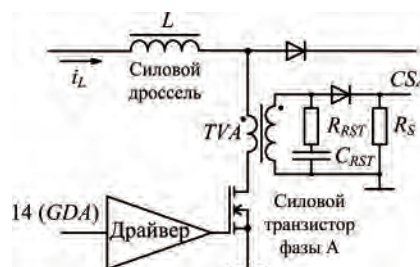 L
i_L
Силовой
дроссель
TVA
CSA
R_RST
R_S
C_RST
14 (GDA)
Драйвер
Силовой
транзистор
фазы А